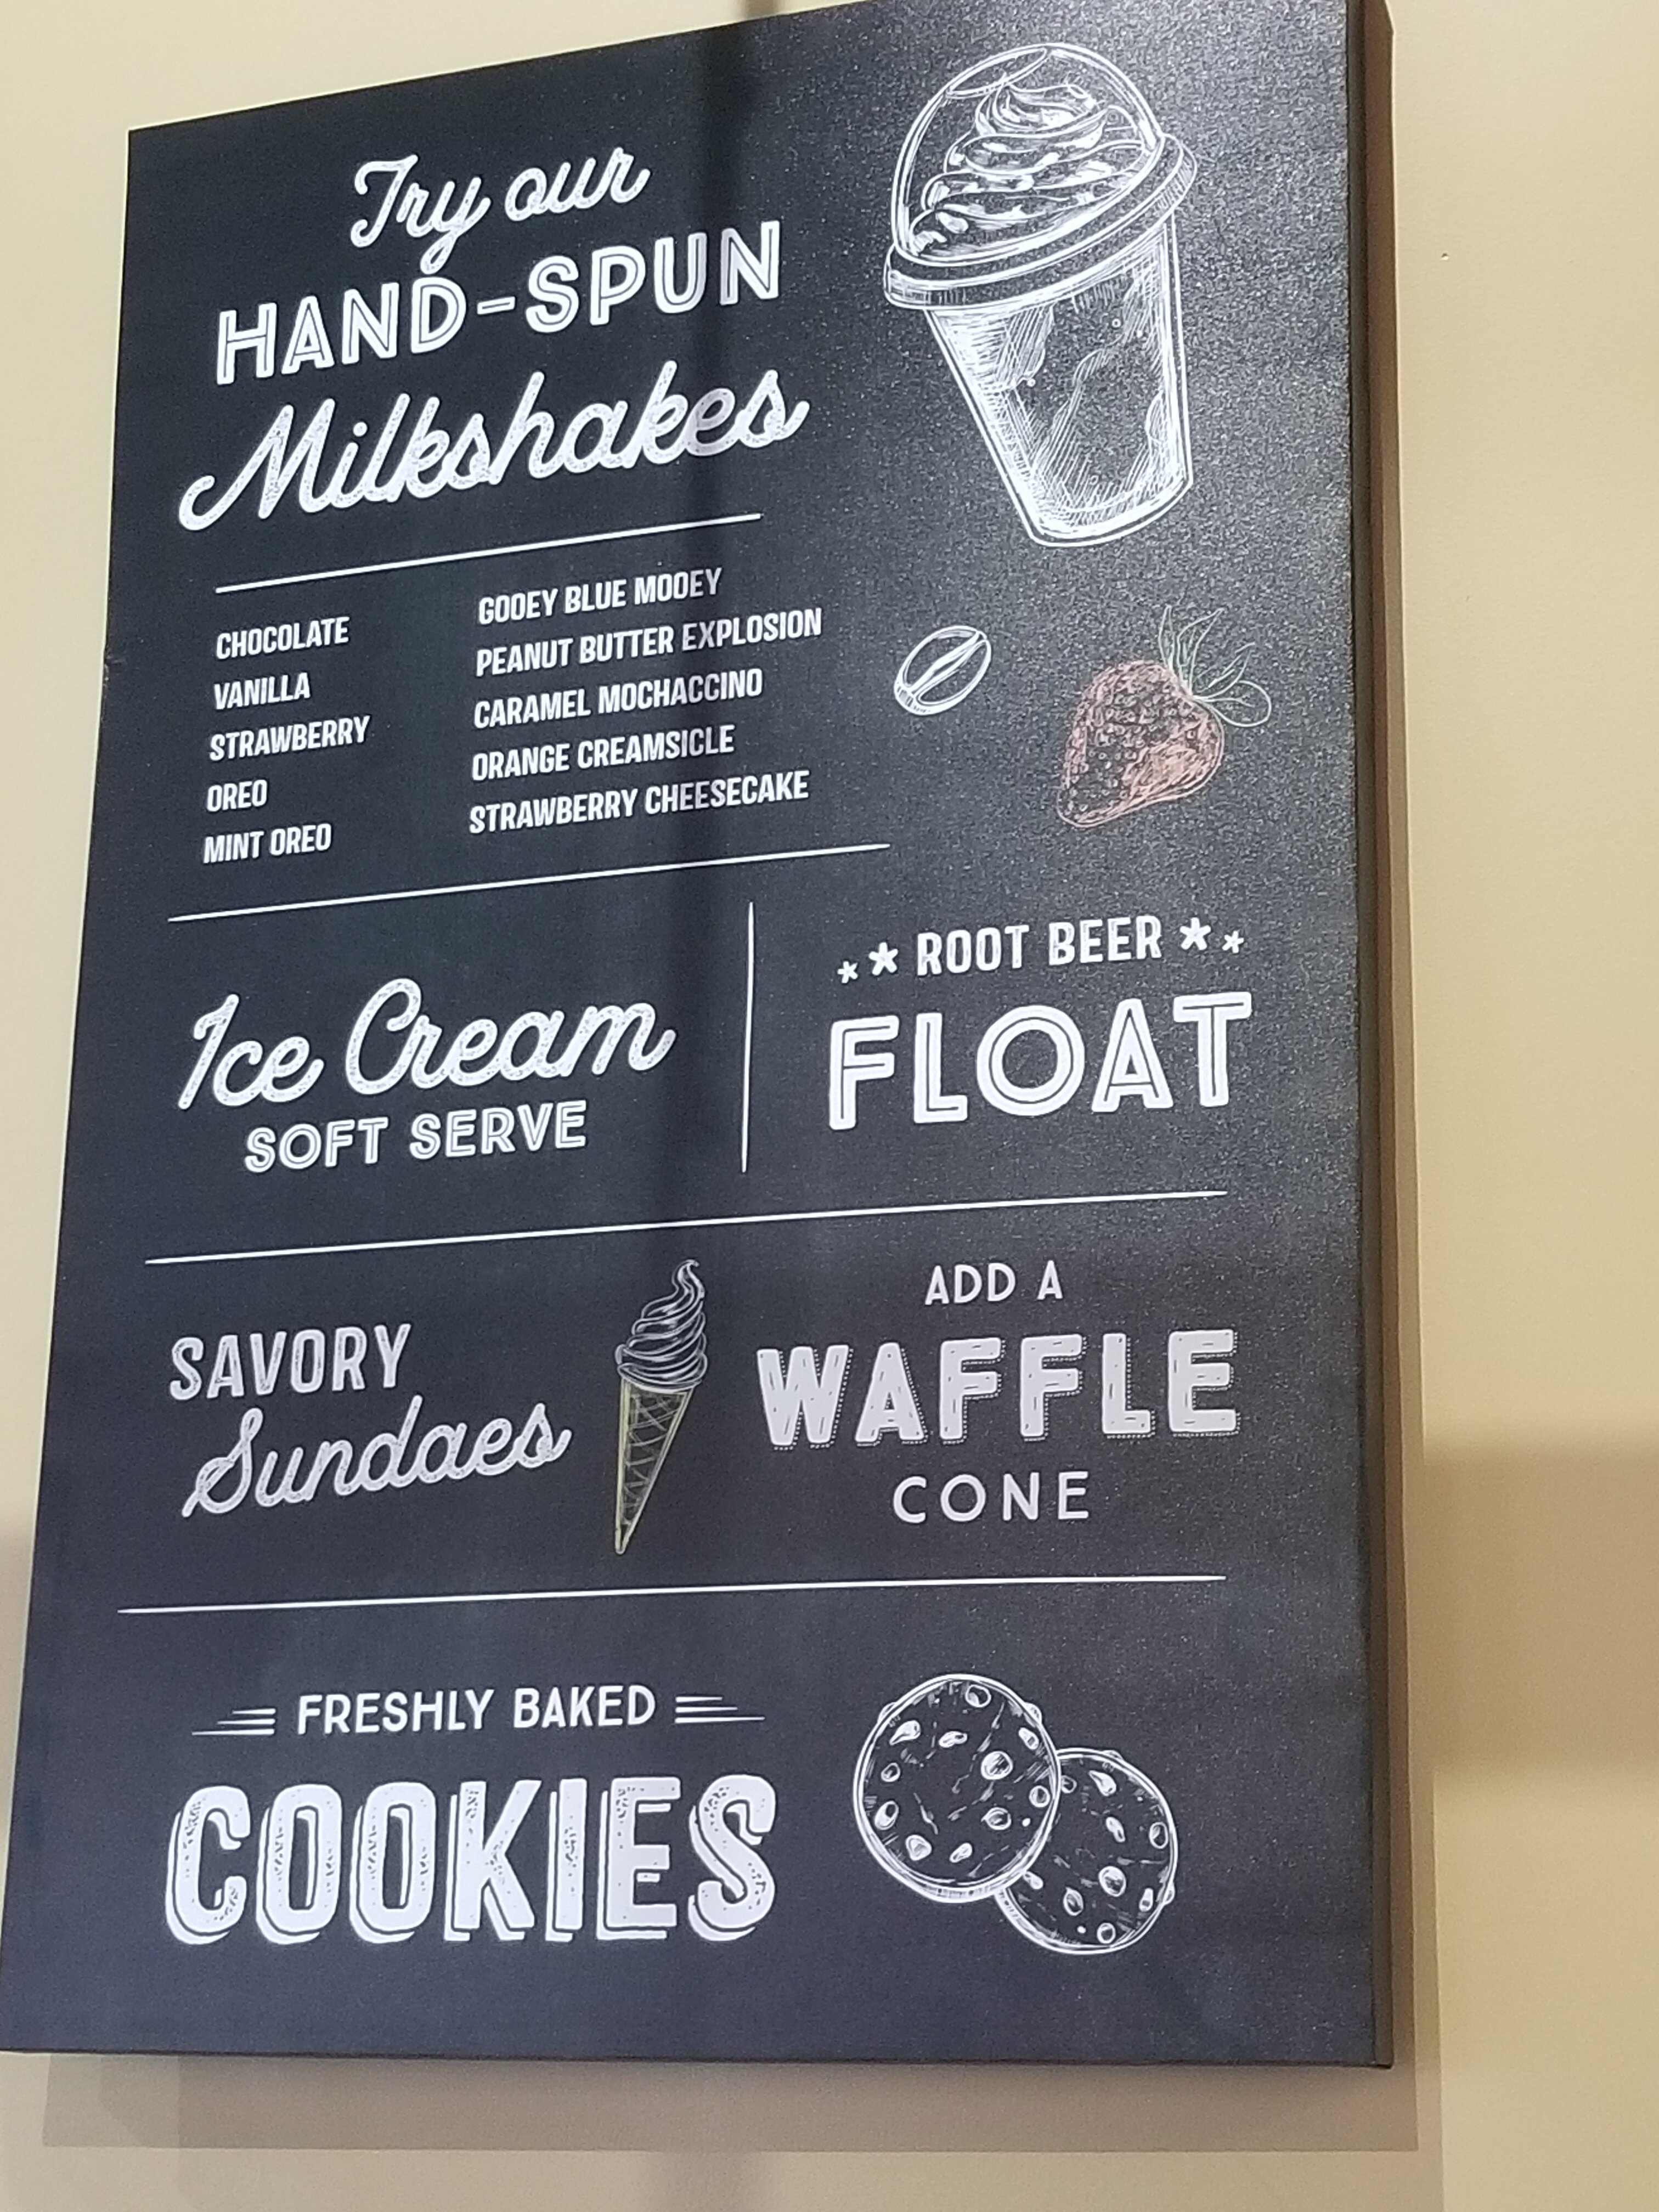 Try our
HAND-SPUN
Milkshakes
CHOCOLATE
VANILLA
STRAWBERRY
OREO
MINT OREO
GOOEY BLUE MOOEY
PEANUT BUTTER EXPLOSION
CARAMEL MOCHACCINO
ORANGE CREAMSICLE
STRAWBERRY CHEESECAKE
Ice Cream
SOFT SERVE
ROOT BEER
FLOAT
SAVORY
Sundaes
ADD A
WAFFLE
CONE
FRESHLY BAKED
COOKIES